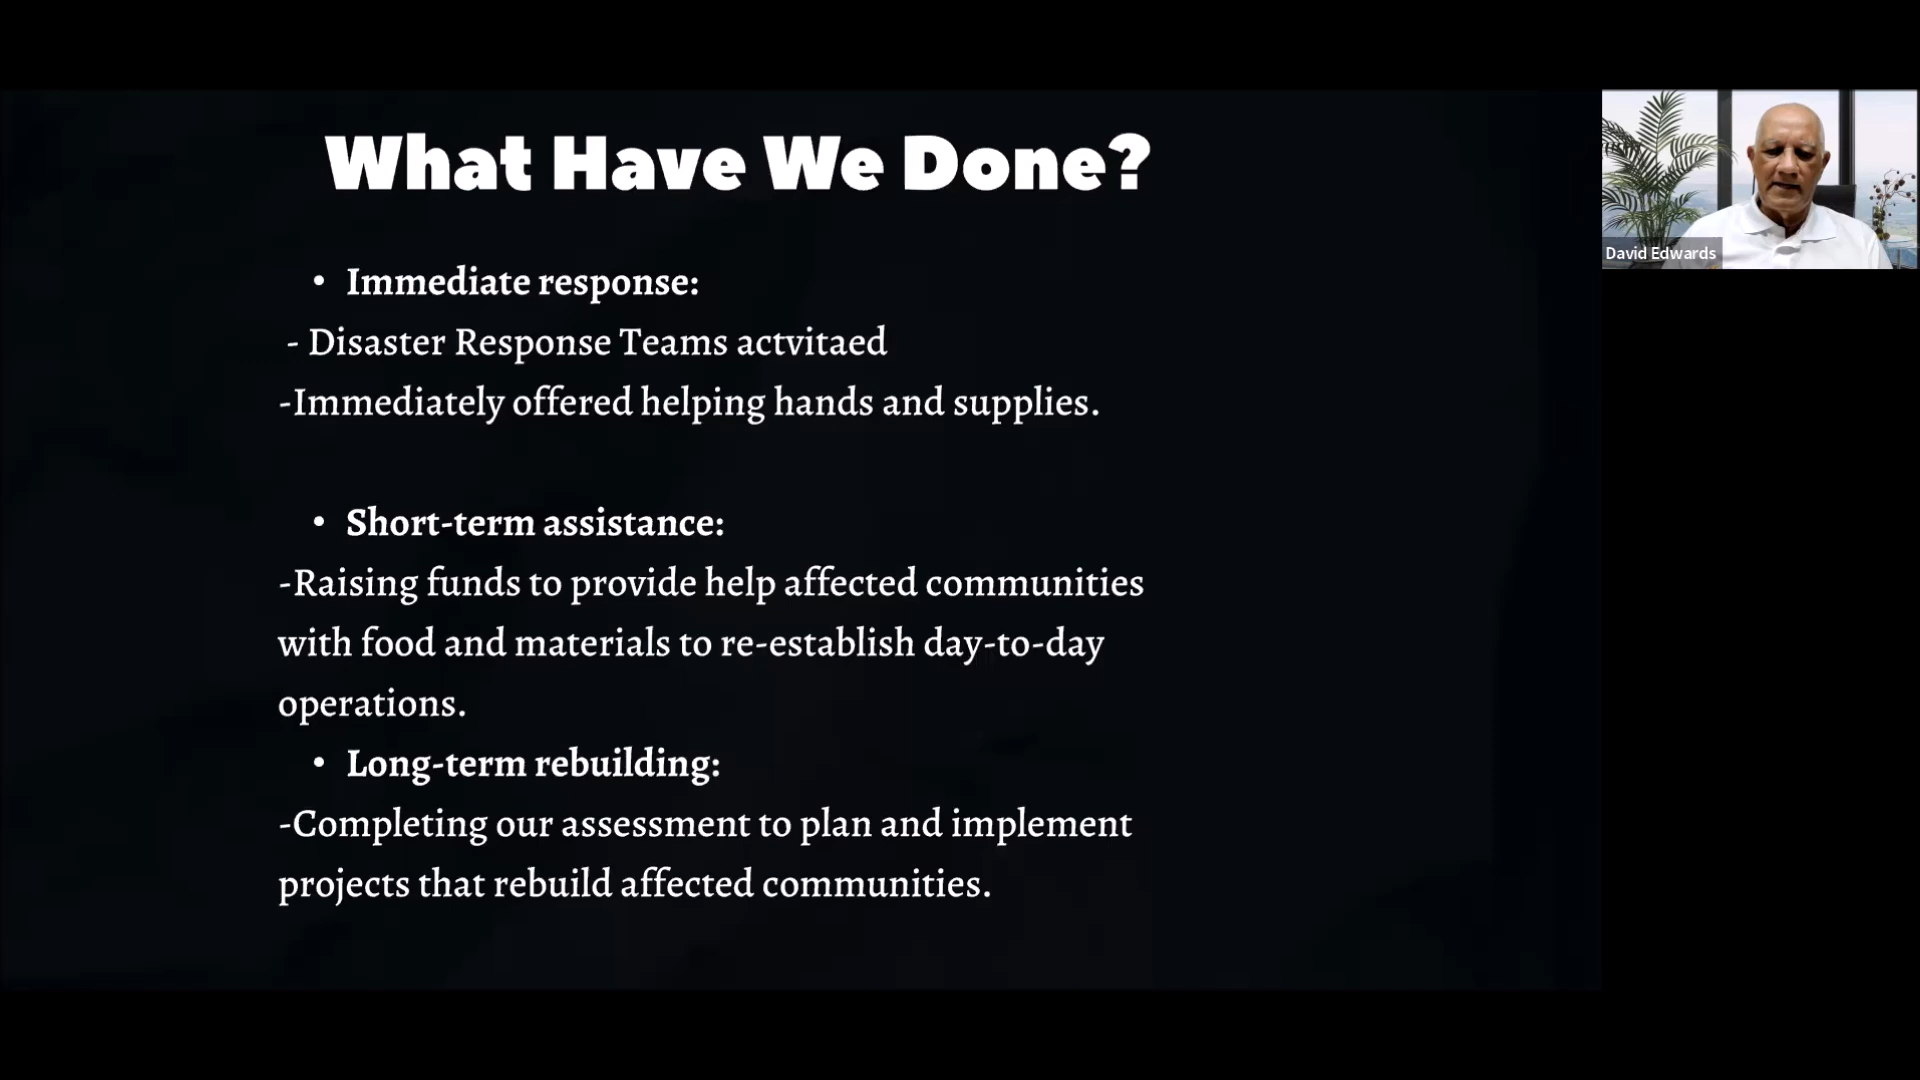 What Have We Done?
• Immediate response:
- Disaster Response Teams actvitaed
-Immediately offered helping hands and supplies.
• Short-term assistance:
-Raising funds to provide help affected communities
with food and materials to re-establish day-to-day
operations.
• Long-term rebuilding:
-Completing our assessment to plan and implement
projects that rebuild affected communities.
David Edwards